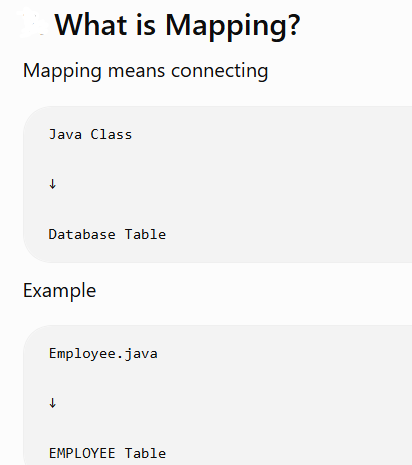 What is Mapping?
Mapping means connecting
Java Class
↓
Database Table
Example
Employee.java
↓
EMPLOYEE Table